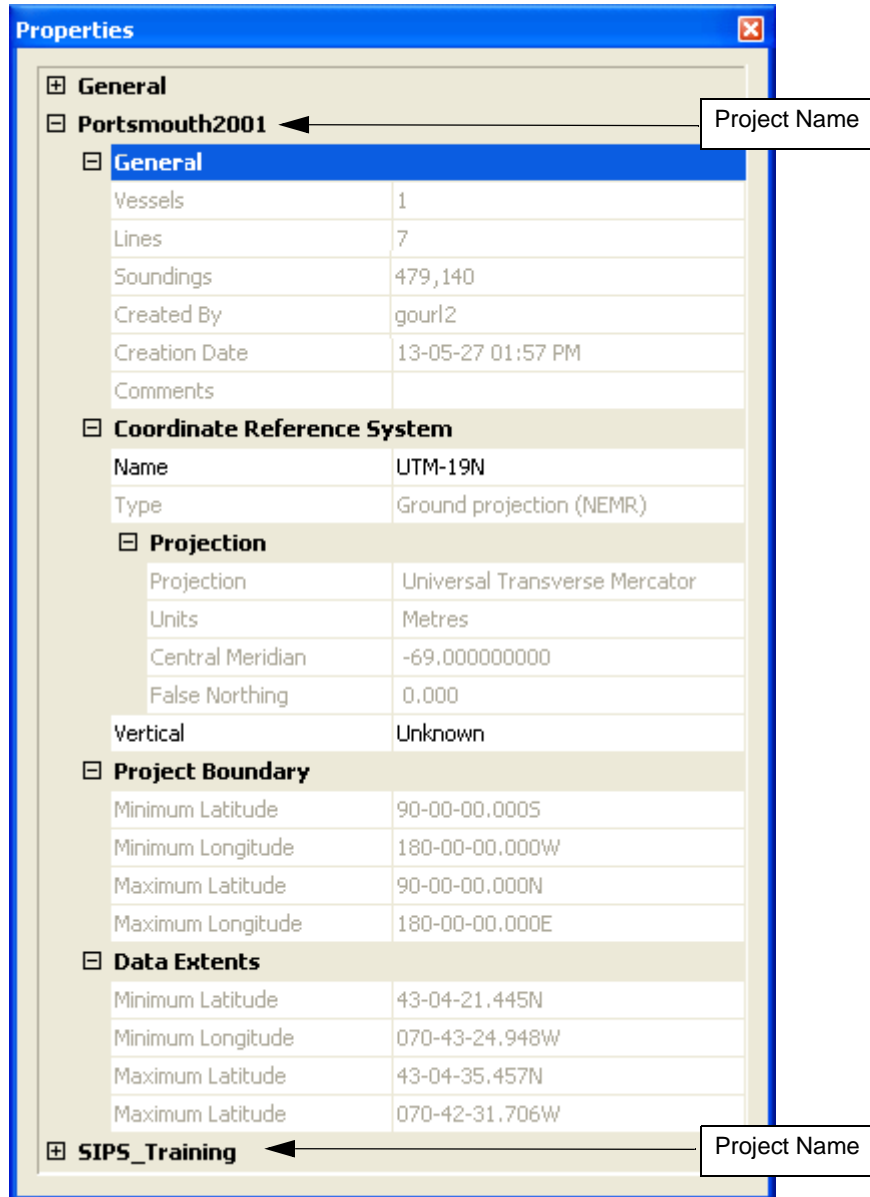 Properties
General
Portsmouth2001
Project Name
General
Vessels 1
Lines 7
Soundings 479,140
Created By gourl2
Creation Date 13-05-27 01:57 PM
Comments
Coordinate Reference System
Name UTM-19N
Type Ground projection (NEMR)
Projection
Projection Universal Transverse Mercator
Units Metres
Central Meridian -69.000000000
False Northing 0.000
Vertical Unknown
Project Boundary
Minimum Latitude 90-00-00.000S
Minimum Longitude 180-00-00.000W
Maximum Latitude 90-00-00.000N
Maximum Longitude 180-00-00.000E
Data Extents
Minimum Latitude 43-04-21.445N
Minimum Longitude 070-43-24.948W
Maximum Latitude 43-04-35.457N
Maximum Latitude 070-42-31.706W
SIPS_Training
Project Name